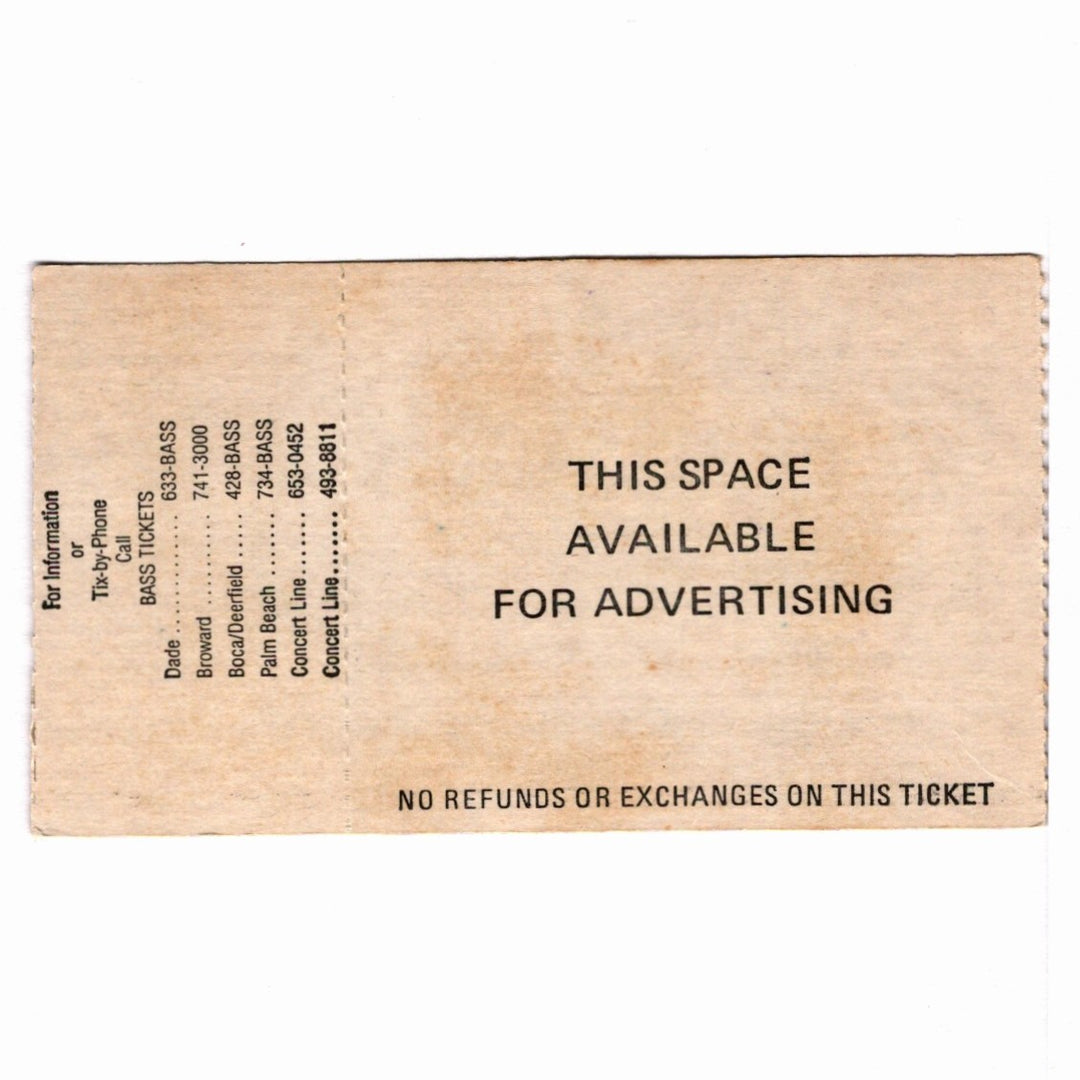 For Information
or
Tix-by-Phone
Call
BASS TICKETS
Dade .......... 633-BASS
Broward .......... 741-3000
Boca/Deerfield ..... 428-BASS
Palm Beach ....... 734-BASS
Concert Line....... 653-0452
Concert Line....... 493-8811
THIS SPACE
AVAILABLE
FOR ADVERTISING
NO REFUNDS OR EXCHANGES ON THIS TICKET